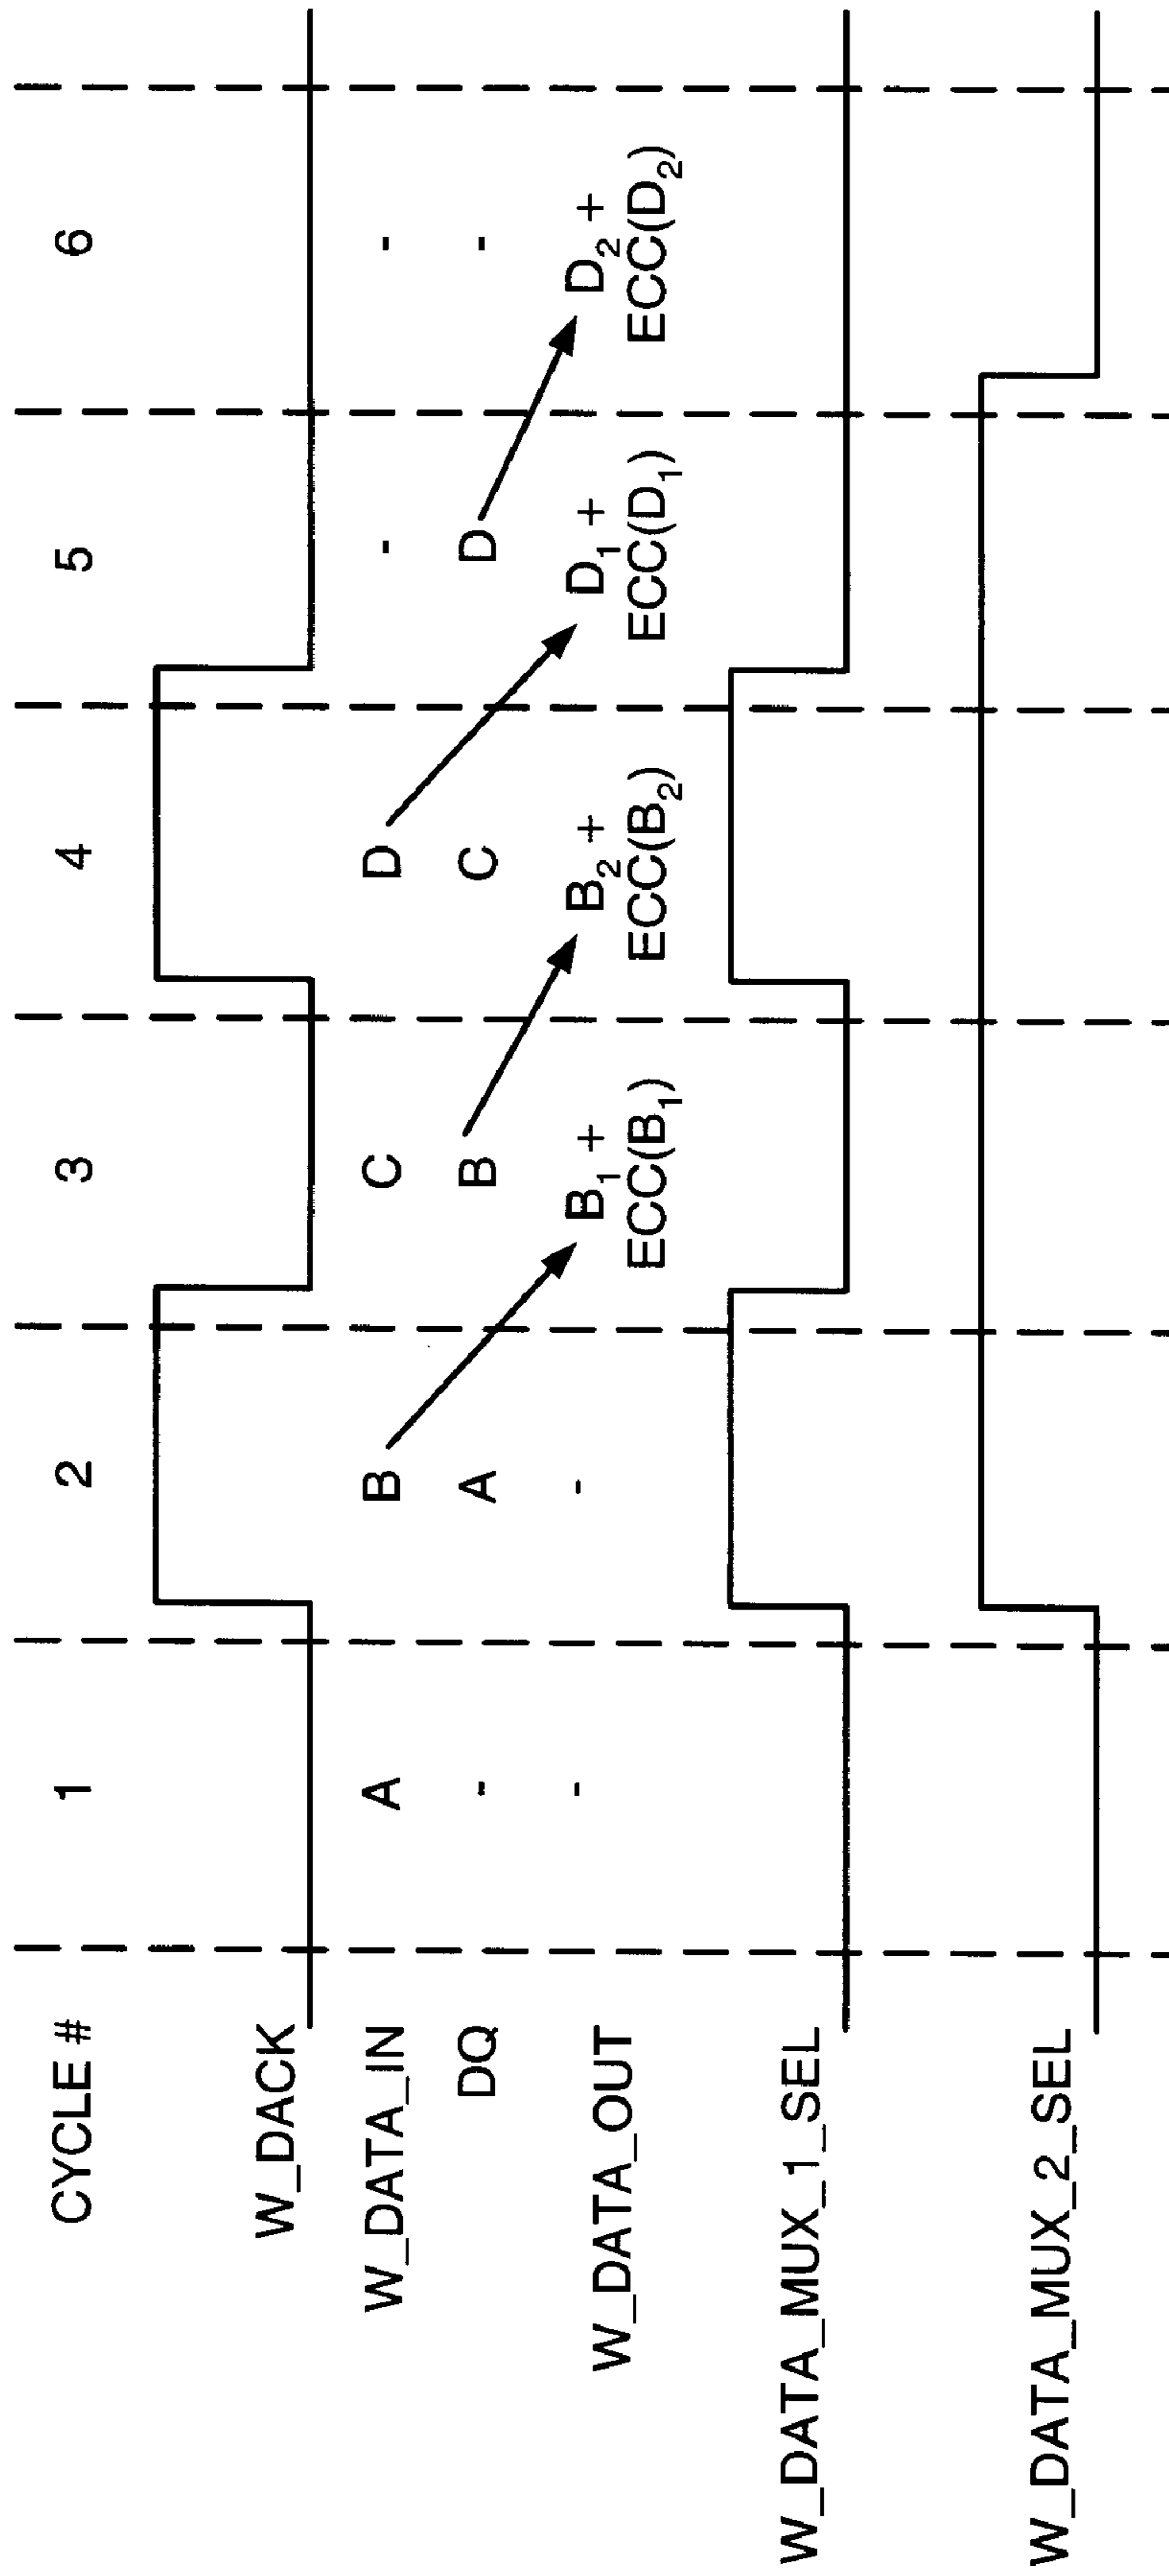 CYCLE # 1 2 3 4 5 6
W_DACK
W_DATA_IN A B C D - -
DQ - A B C D -
W_DATA_OUT - - B₁ + B₂ + D₁ + D₂ +
ECC(B₁) ECC(B₂) ECC(D₁) ECC(D₂)
W_DATA_MUX_1_SEL
W_DATA_MUX_2_SEL